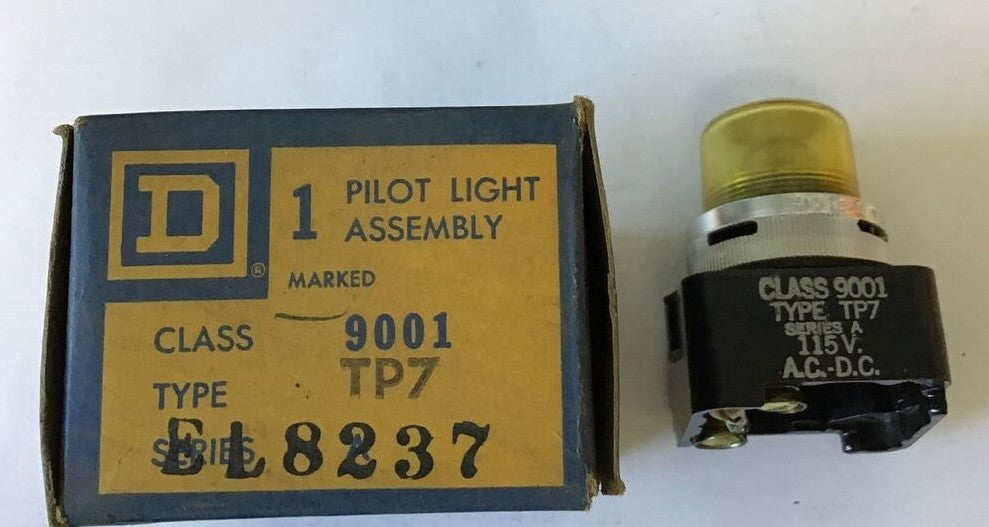 D
®
1 PILOT LIGHT
ASSEMBLY
MARKED
CLASS 9001
TYPE TP7
SERIES A
EL8237
CLASS 9001
TYPE TP7
SERIES A
115V.
A.C.-D.C.